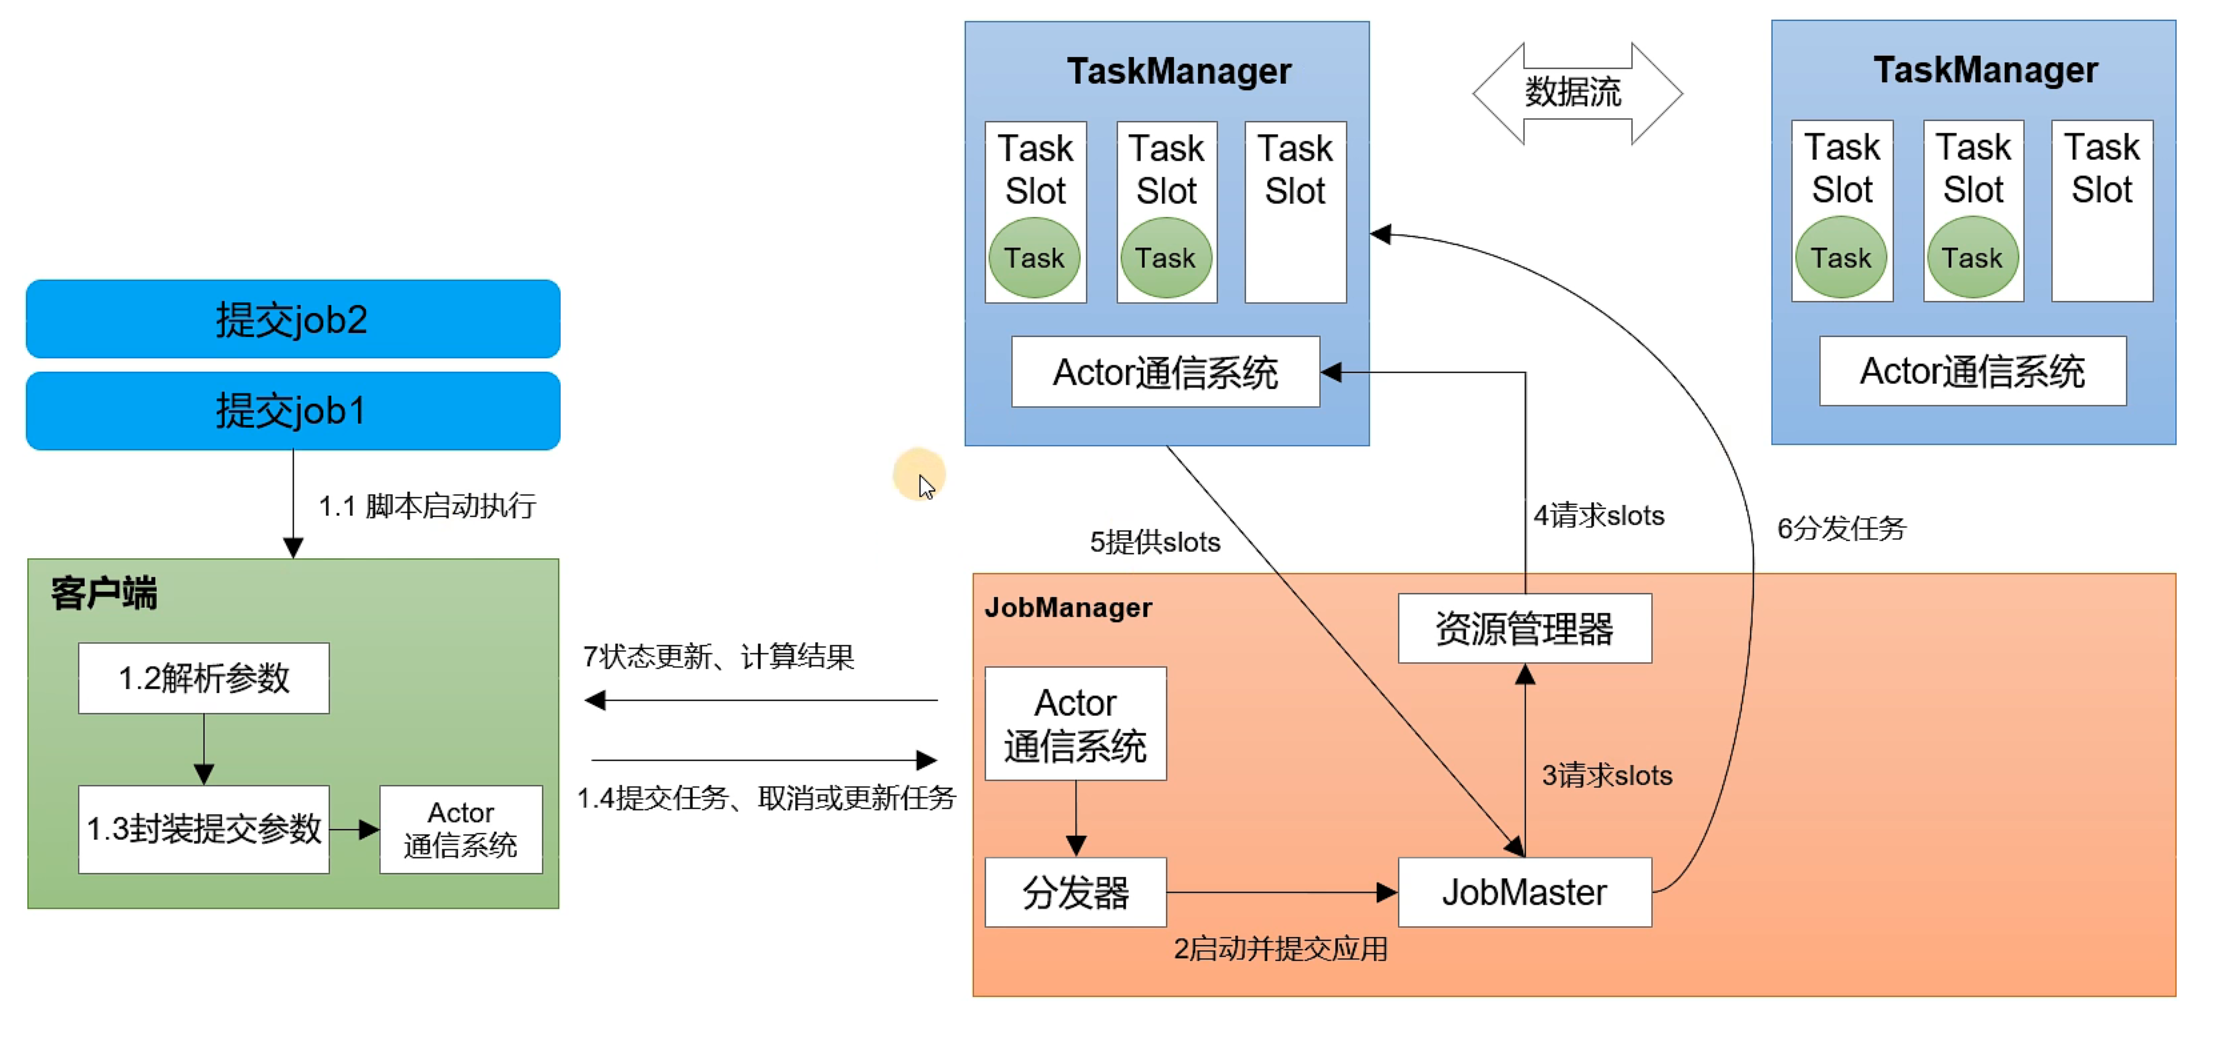 提交job2
提交job1
1.1 脚本启动执行
客户端
1.2解析参数
1.3封装提交参数
Actor
通信系统
7状态更新、计算结果
1.4提交任务、取消或更新任务
TaskManager
Task
Slot
Task
Task
Slot
Task
Task
Slot
Actor通信系统
数据流
TaskManager
Task
Slot
Task
Task
Slot
Task
Task
Slot
Actor通信系统
5提供slots
4请求slots
6分发任务
JobManager
资源管理器
Actor
通信系统
3请求slots
分发器
JobMaster
2启动并提交应用